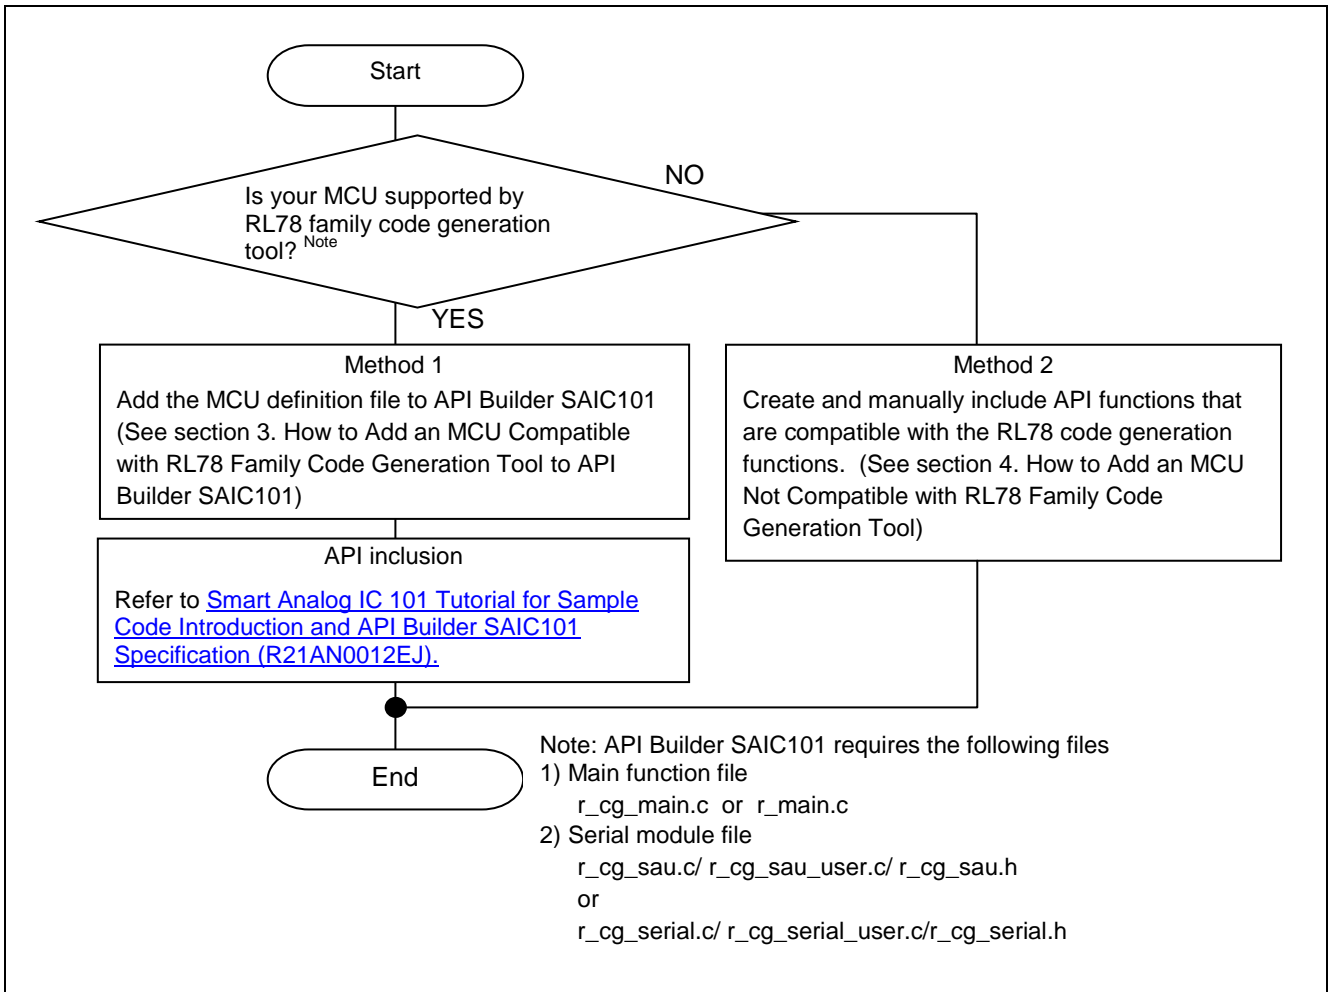 Start
Is your MCU supported by
RL78 family code generation
tool? Note
NO
YES
Method 1
Add the MCU definition file to API Builder SAIC101
(See section 3. How to Add an MCU Compatible
with RL78 Family Code Generation Tool to API
Builder SAIC101)
Method 2
Create and manually include API functions that
are compatible with the RL78 code generation
functions.  (See section 4. How to Add an MCU
Not Compatible with RL78 Family Code
Generation Tool)
API inclusion
Refer to Smart Analog IC 101 Tutorial for Sample
Code Introduction and API Builder SAIC101
Specification (R21AN0012EJ).
End
Note: API Builder SAIC101 requires the following files
1) Main function file
r_cg_main.c  or  r_main.c
2) Serial module file
r_cg_sau.c/ r_cg_sau_user.c/ r_cg_sau.h
or
r_cg_serial.c/ r_cg_serial_user.c/r_cg_serial.h